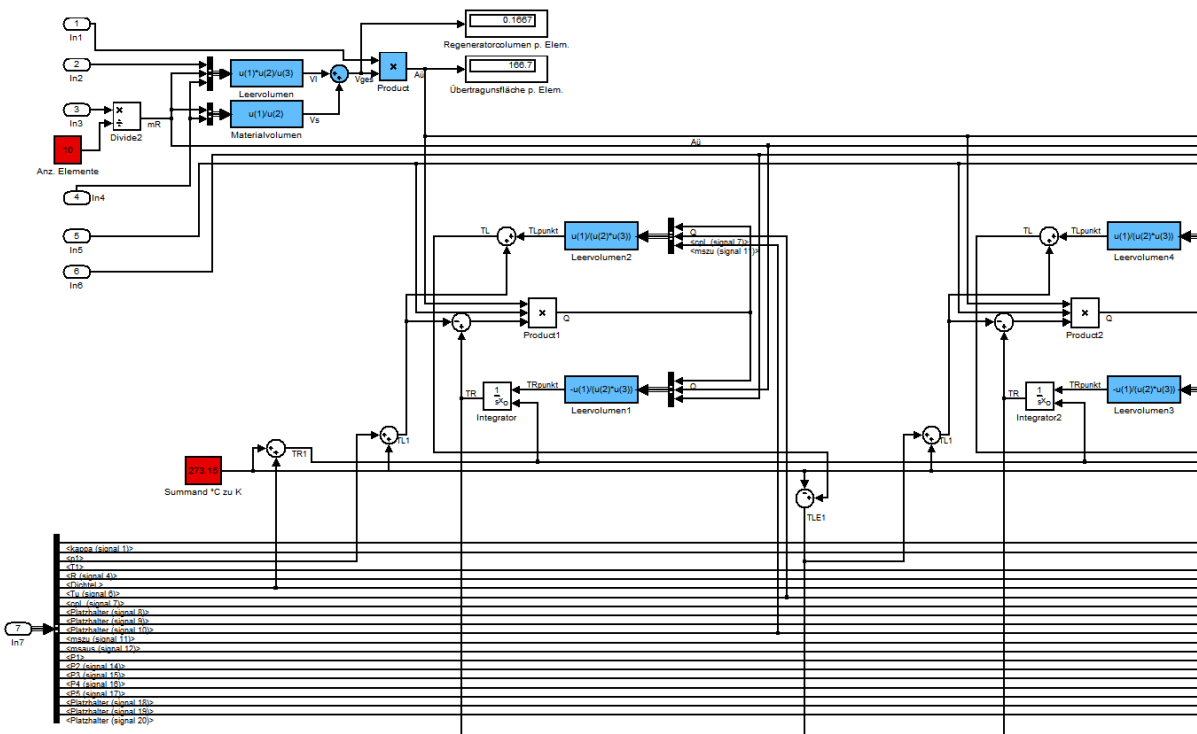 1
In1
2
In2
3
In3
10
Anz. Elemente
4
In4
5
In5
6
In6
×
÷
Divide2
mR
u(1)*u(2)/u(3)
Leervolumen
Vl
u(1)/u(2)
Materialvolumen
Vs
Vges
×
Product
Aü
0.1667
Regeneratorcolumen p. Elem.
166.7
Übertragunsfläche p. Elem.
Aü
TL
TLpunkt
u(1)/(u(2)*u(3))
Leervolumen2
Q
<cpl. (signal 7)>
<mszu (signal 11)>
TL
TLpunkt
u(1)/(u(2)*u(3))
Leervolumen4
×
Product1
Q
×
Product2
Q
TR
1
sxo
Integrator
TRpunkt
-u(1)/(u(2)*u(3))
Leervolumen1
Q
TR
1
sxo
Integrator2
TRpunkt
-u(1)/(u(2)*u(3))
Leervolumen3
TL1
TL1
TR1
273.15
Summand °C zu K
TLE1
7
In7
<kappa (signal 1)>
<p1>
<T1>
<R (signal 4)>
<DichteL>
<Tu (signal 6)>
<cpl. (signal 7)>
<Platzhalter (signal 8)>
<Platzhalter (signal 9)>
<Platzhalter (signal 10)>
<mszu (signal 11)>
<msaus (signal 12)>
<P1>
<P2 (signal 14)>
<P3 (signal 15)>
<P4 (signal 16)>
<P5 (signal 17)>
<Platzhalter (signal 18)>
<Platzhalter (signal 19)>
<Platzhalter (signal 20)>